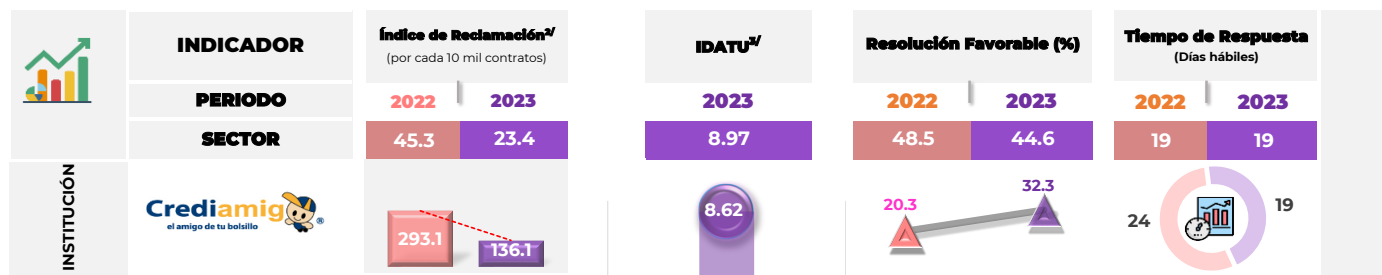 INDICADOR
Índice de Reclamación2/
(por cada 10 mil contratos)
IDATU3/
Resolución Favorable (%)
Tiempo de Respuesta
(Días hábiles)
PERIODO
2022
2023
2023
2022
2023
2022
2023
SECTOR
45.3
23.4
8.97
48.5
44.6
19
19
INSTITUCIÓN
Crediamigo®
el amigo de tu bolsillo
293.1
136.1
8.62
20.3
32.3
24
19